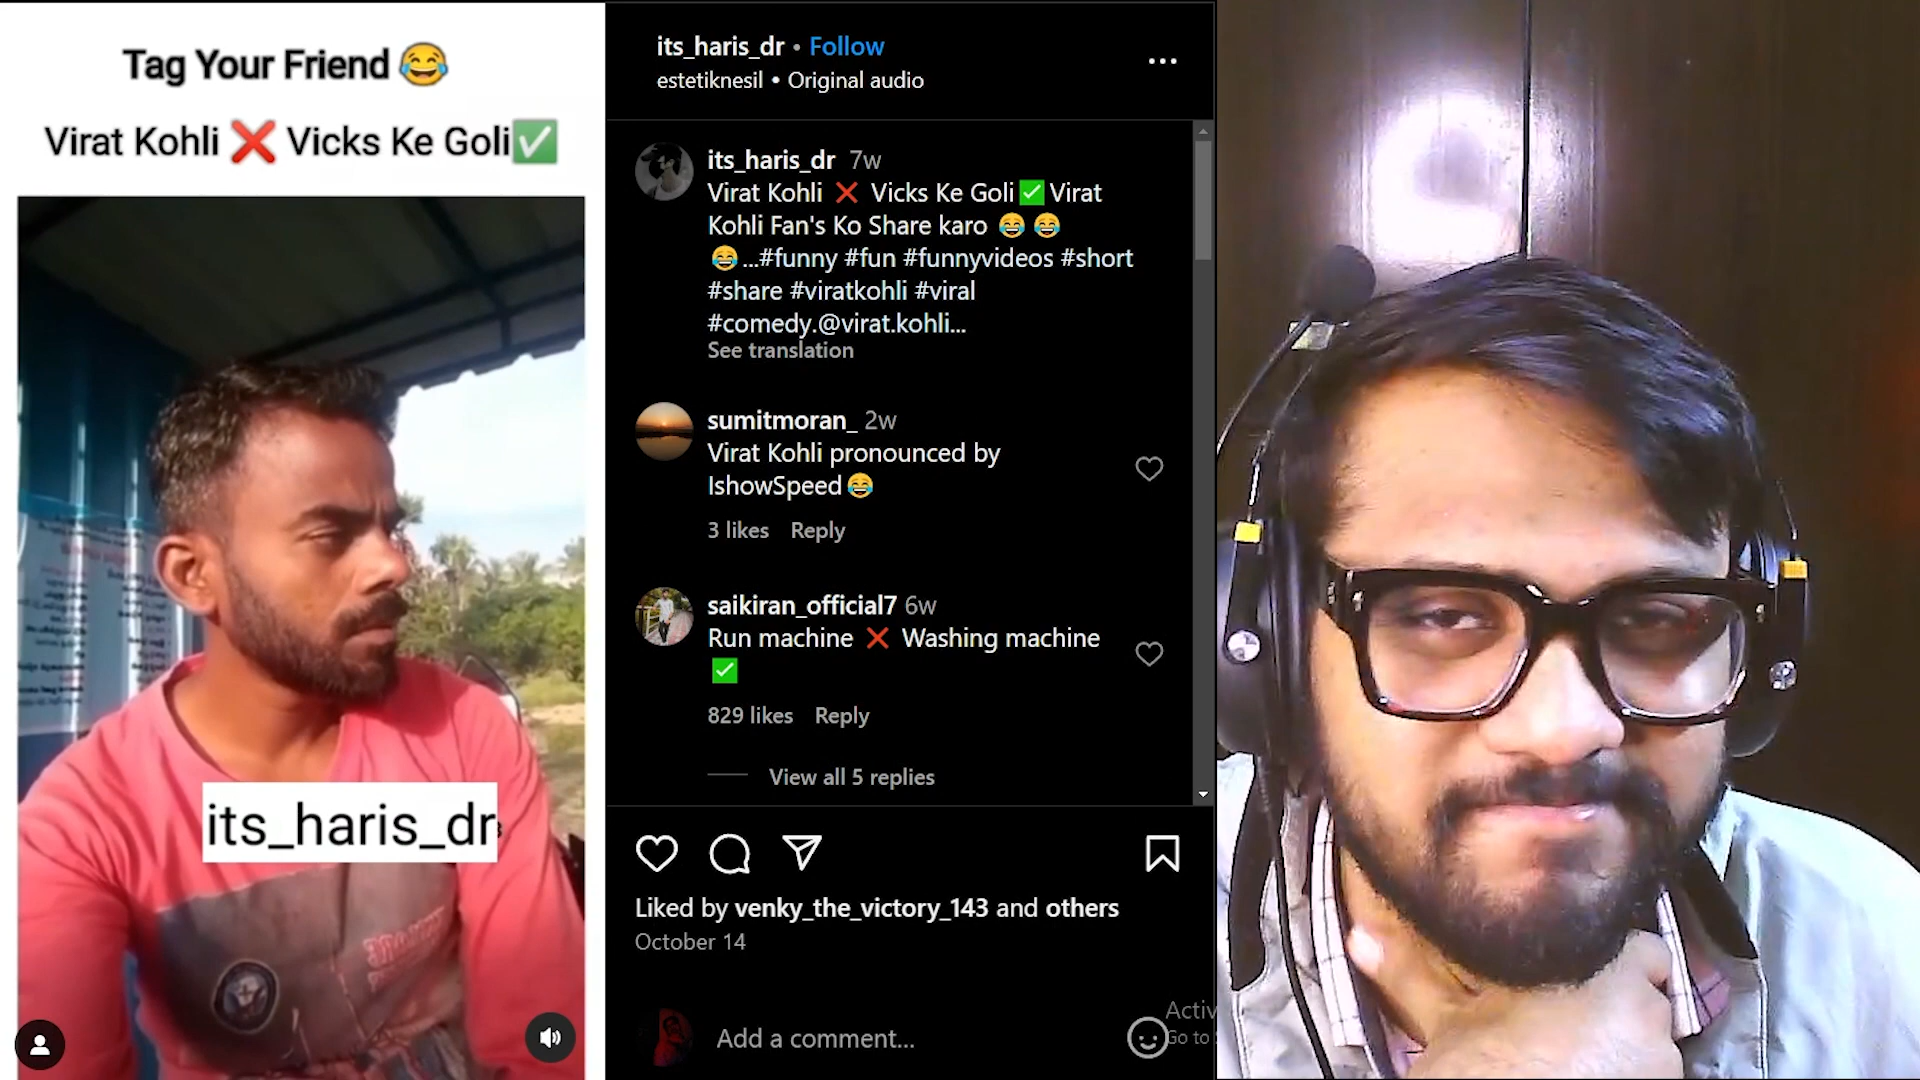 Tag Your Friend 😂
Virat Kohli ❌ Vicks Ke Goli✅
its_haris_dr
its_haris_dr • Follow
estetiknesil • Original audio
its_haris_dr 7w
Virat Kohli ❌ Vicks Ke Goli✅Virat
Kohli Fan's Ko Share karo 😂 😂
😂...#funny #fun #funnyvideos #short
#share #viratkohli #viral
#comedy.@virat.kohli...
See translation
sumitmoran_ 2w
Virat Kohli pronounced by
IshowSpeed😂
3 likes Reply
saikiran_official7 6w
Run machine ❌ Washing machine
✅
829 likes Reply
View all 5 replies
Liked by venky_the_victory_143 and others
October 14
Add a comment...
Activ
Go to